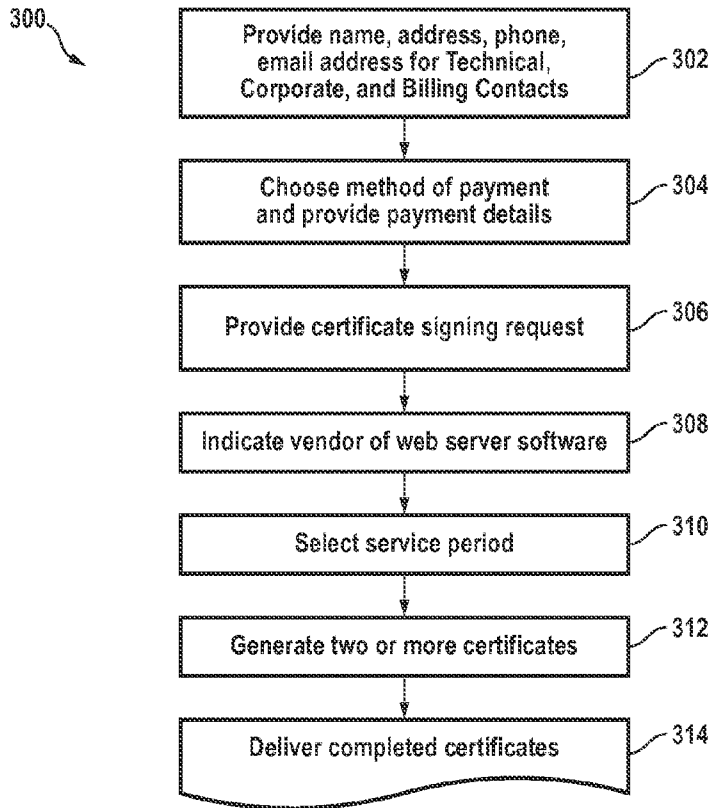 300
Provide name, address, phone,
email address for Technical,
Corporate, and Billing Contacts
302
Choose method of payment
and provide payment details
304
Provide certificate signing request
306
Indicate vendor of web server software
308
Select service period
310
Generate two or more certificates
312
Deliver completed certificates
314